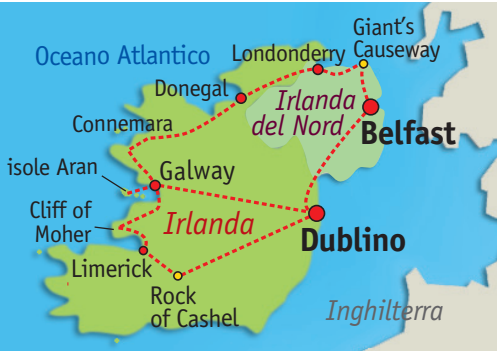 Giant's
Causeway
Oceano Atlantico
Londonderry
Donegal
Irlanda
del Nord
Connemara
Belfast
isole Aran
Galway
Cliff of
Moher
Irlanda
Dublino
Limerick
Rock
of Cashel
Inghilterra